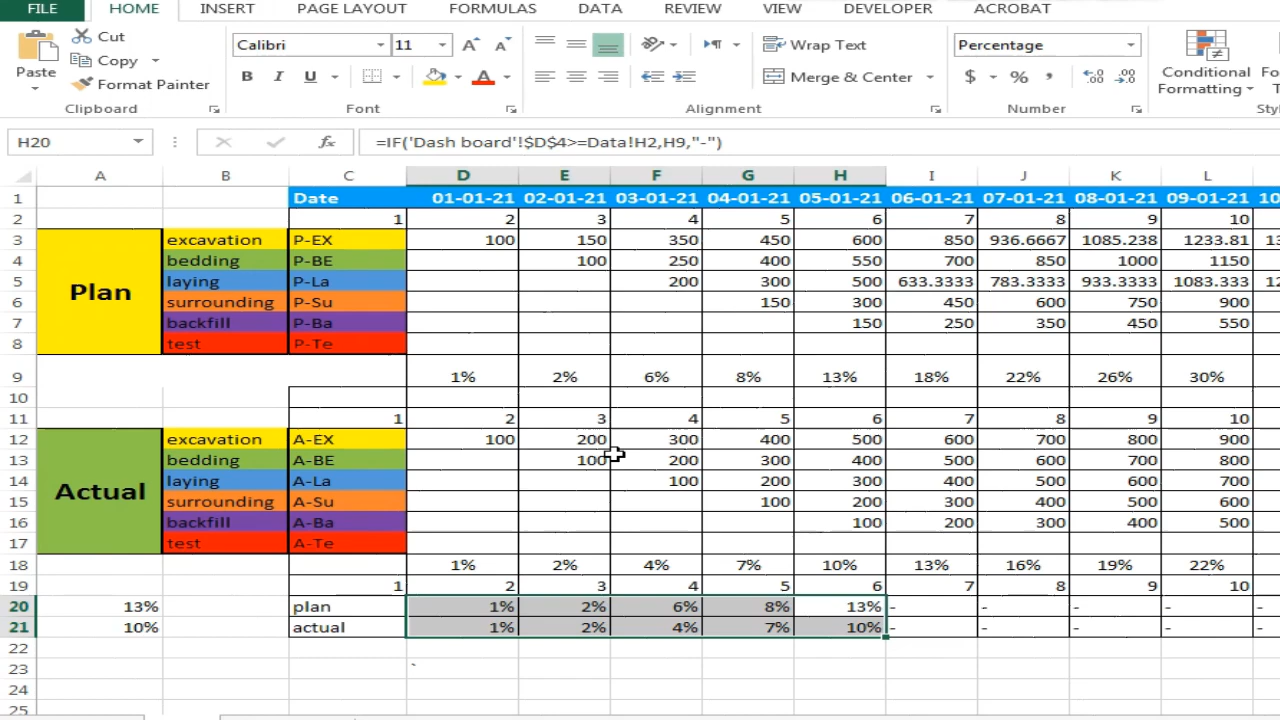 FILE HOME INSERT PAGE LAYOUT FORMULAS DATA REVIEW VIEW DEVELOPER ACROBAT
Cut
Copy
Format Painter
Paste
Clipboard
Calibri 11 A A
B I U A
Font
Wrap Text
Merge & Center
Alignment
Percentage
$ % ,
Number
Conditional
Formatting
H20 fx =IF('Dash board'!$D$4>=Data!H2,H9,"-")
A B C D E F G H I J K L
1 Date 01-01-21 02-01-21 03-01-21 04-01-21 05-01-21 06-01-21 07-01-21 08-01-21 09-01-21 10
2 1 2 3 4 5 6 7 8 9 10
3 excavation P-EX 100 150 350 450 600 850 936.6667 1085.238 1233.81
4 bedding P-BE 100 250 400 550 700 850 1000 1150
5 Plan laying P-La 200 300 500 633.3333 783.3333 933.3333 1083.333
6 surrounding P-Su 150 300 450 600 750 900
7 backfill P-Ba 150 250 350 450 550
8 test P-Te
9 1% 2% 6% 8% 13% 18% 22% 26% 30%
10
11 1 2 3 4 5 6 7 8 9 10
12 excavation A-EX 100 200 300 400 500 600 700 800 900
13 bedding A-BE 100 200 300 400 500 600 700 800
14 Actual laying A-La 100 200 300 400 500 600 700
15 surrounding A-Su 100 200 300 400 500 600
16 backfill A-Ba 100 200 300 400 500
17 test A-Te
18 1% 2% 4% 7% 10% 13% 16% 19% 22%
19 1 2 3 4 5 6 7 8 9 10
20 13% plan 1% 2% 6% 8% 13% - - - - -
21 10% actual 1% 2% 4% 7% 10% - - - - -
22
23 `
24
25